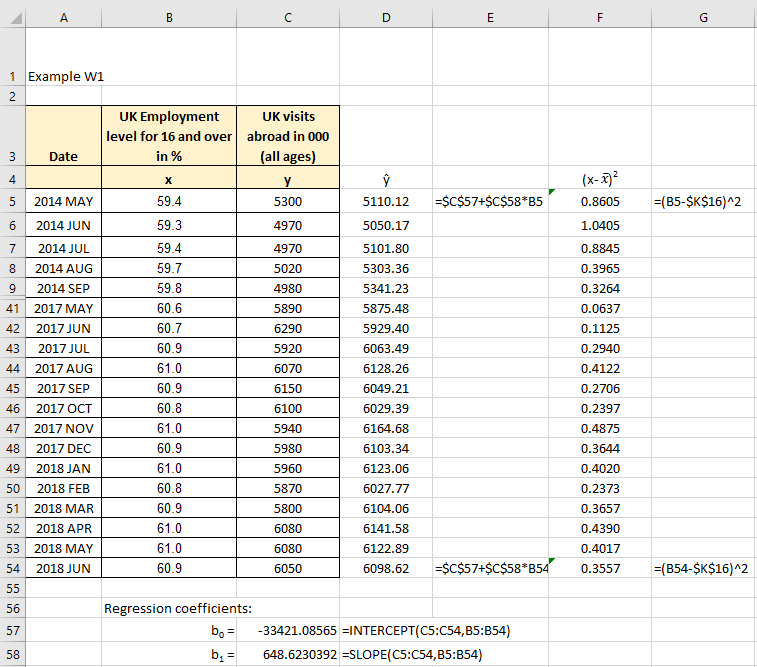 A B C D E F G
1 Example W1
2
UK Employment UK visits
level for 16 and over abroad in 000
3 Date in % (all ages)
4 x y ŷ (x-x̄)²
5 2014 MAY 59.4 5300 5110.12 =$C$57+$C$58*B5 0.8605 =(B5-$K$16)^2
6 2014 JUN 59.3 4970 5050.17 1.0405
7 2014 JUL 59.4 4970 5101.80 0.8845
8 2014 AUG 59.7 5020 5303.36 0.3965
9 2014 SEP 59.8 4980 5341.23 0.3264
41 2017 MAY 60.6 5890 5875.48 0.0637
42 2017 JUN 60.7 6290 5929.40 0.1125
43 2017 JUL 60.9 5920 6063.49 0.2940
44 2017 AUG 61.0 6070 6128.26 0.4122
45 2017 SEP 60.9 6150 6049.21 0.2706
46 2017 OCT 60.8 6100 6029.39 0.2397
47 2017 NOV 61.0 5940 6164.68 0.4875
48 2017 DEC 60.9 5980 6103.34 0.3644
49 2018 JAN 61.0 5960 6123.06 0.4020
50 2018 FEB 60.8 5870 6027.77 0.2373
51 2018 MAR 60.9 5800 6104.06 0.3657
52 2018 APR 61.0 6080 6141.58 0.4390
53 2018 MAY 61.0 6080 6122.89 0.4017
54 2018 JUN 60.9 6050 6098.62 =$C$57+$C$58*B54 0.3557 =(B54-$K$16)^2
55
56 Regression coefficients:
57 b₀ = -33421.08565 =INTERCEPT(C5:C54,B5:B54)
58 b₁ = 648.6230392 =SLOPE(C5:C54,B5:B54)